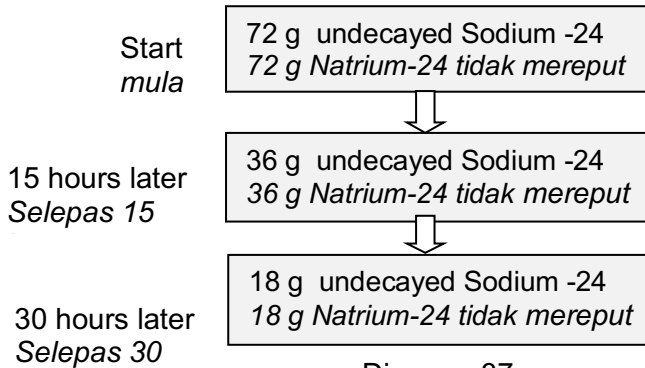 Start
mula
72 g undecayed Sodium -24
72 g Natrium-24 tidak mereput
15 hours later
Selepas 15
36 g undecayed Sodium -24
36 g Natrium-24 tidak mereput
30 hours later
Selepas 30
18 g undecayed Sodium -24
18 g Natrium-24 tidak mereput